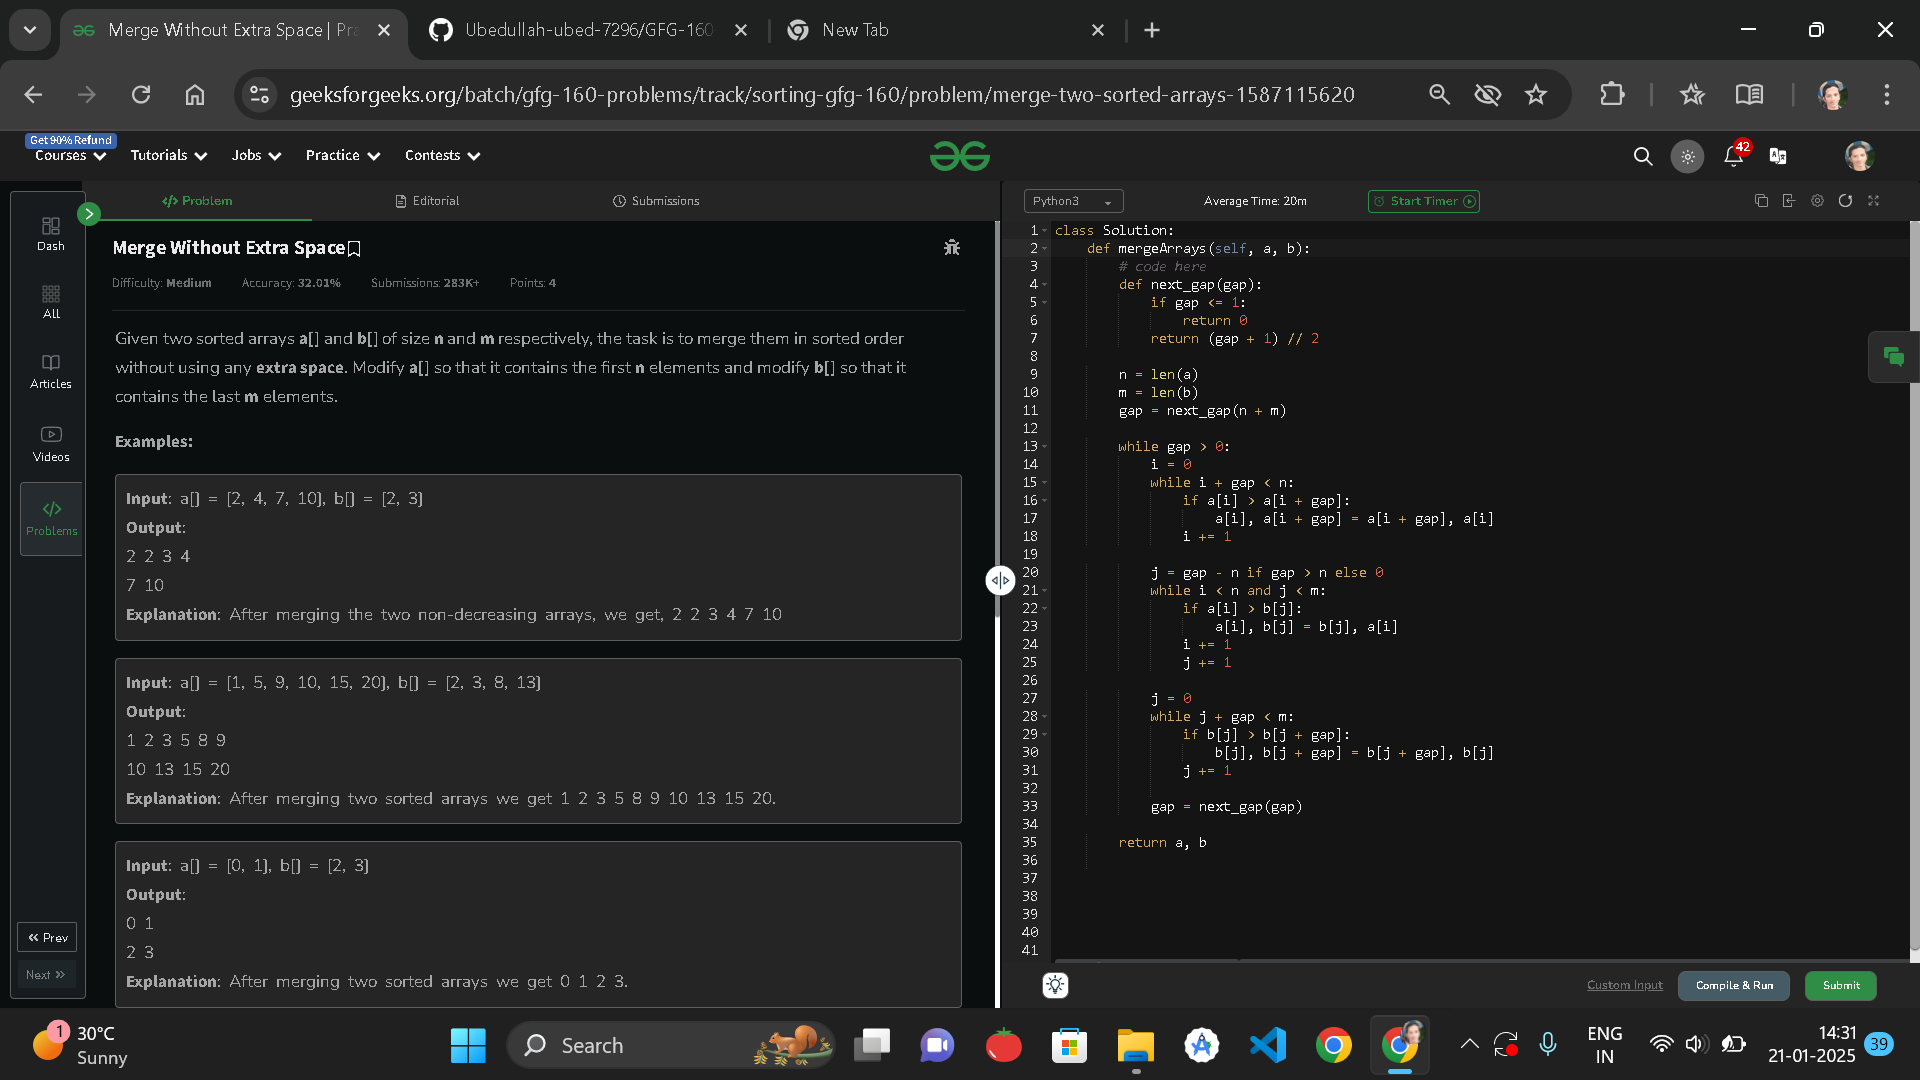 Merge Without Extra Space | Pra
Ubedullah-ubed-7296/GFG-160
New Tab
geeksforgeeks.org/batch/gfg-160-problems/track/sorting-gfg-160/problem/merge-two-sorted-arrays-1587115620
Get 90% Refund
Courses
Tutorials
Jobs
Practice
Contests
42
Dash
All
Articles
Videos
Problems
Prev
Next
Problem
Editorial
Submissions
Merge Without Extra Space
Difficulty: Medium
Accuracy: 32.01%
Submissions: 283K+
Points: 4
Given two sorted arrays a[] and b[] of size n and m respectively, the task is to merge them in sorted order
without using any extra space. Modify a[] so that it contains the first n elements and modify b[] so that it
contains the last m elements.
Examples:
Input: a[] = [2, 4, 7, 10], b[] = [2, 3]
Output:
2 2 3 4
7 10
Explanation: After merging the two non-decreasing arrays, we get, 2 2 3 4 7 10
Input: a[] = [1, 5, 9, 10, 15, 20], b[] = [2, 3, 8, 13]
Output:
1 2 3 5 8 9
10 13 15 20
Explanation: After merging two sorted arrays we get 1 2 3 5 8 9 10 13 15 20.
Input: a[] = [0, 1], b[] = [2, 3]
Output:
0 1
2 3
Explanation: After merging two sorted arrays we get 0 1 2 3.
Python3
Average Time: 20m
Start Timer
1 class Solution:
2     def mergeArrays(self, a, b):
3         # code here
4         def next_gap(gap):
5             if gap <= 1:
6                 return 0
7             return (gap + 1) // 2
8
9         n = len(a)
10         m = len(b)
11         gap = next_gap(n + m)
12
13         while gap > 0:
14             i = 0
15             while i + gap < n:
16                 if a[i] > a[i + gap]:
17                     a[i], a[i + gap] = a[i + gap], a[i]
18                 i += 1
19
20             j = gap - n if gap > n else 0
21             while i < n and j < m:
22                 if a[i] > b[j]:
23                     a[i], b[j] = b[j], a[i]
24                 i += 1
25                 j += 1
26
27             j = 0
28             while j + gap < m:
29                 if b[j] > b[j + gap]:
30                     b[j], b[j + gap] = b[j + gap], b[j]
31                 j += 1
32
33             gap = next_gap(gap)
34
35         return a, b
36
37
38
39
40
41
Custom Input
Compile & Run
Submit
1
30°C
Sunny
Search
ENG
IN
14:31
21-01-2025
39